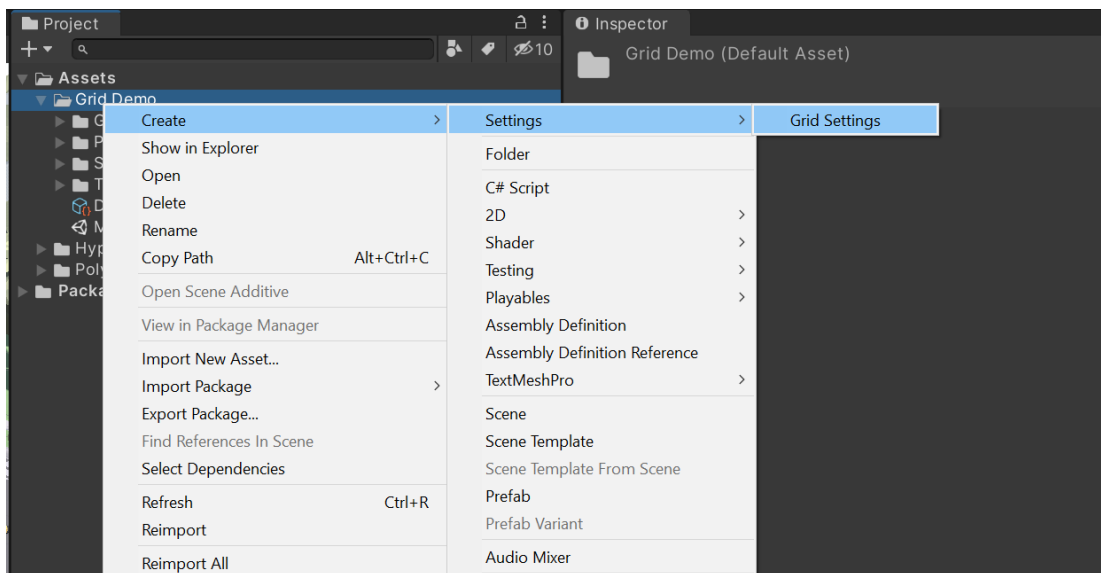 Project
Inspector
10
Grid Demo (Default Asset)
Assets
Grid Demo
G
P
S
T
D
M
Hyp
Poly
Packa
Create
Show in Explorer
Open
Delete
Rename
Copy Path Alt+Ctrl+C
Open Scene Additive
View in Package Manager
Import New Asset...
Import Package
Export Package...
Find References In Scene
Select Dependencies
Refresh Ctrl+R
Reimport
Reimport All
Settings
Folder
C# Script
2D
Shader
Testing
Playables
Assembly Definition
Assembly Definition Reference
TextMeshPro
Scene
Scene Template
Scene Template From Scene
Prefab
Prefab Variant
Audio Mixer
Grid Settings